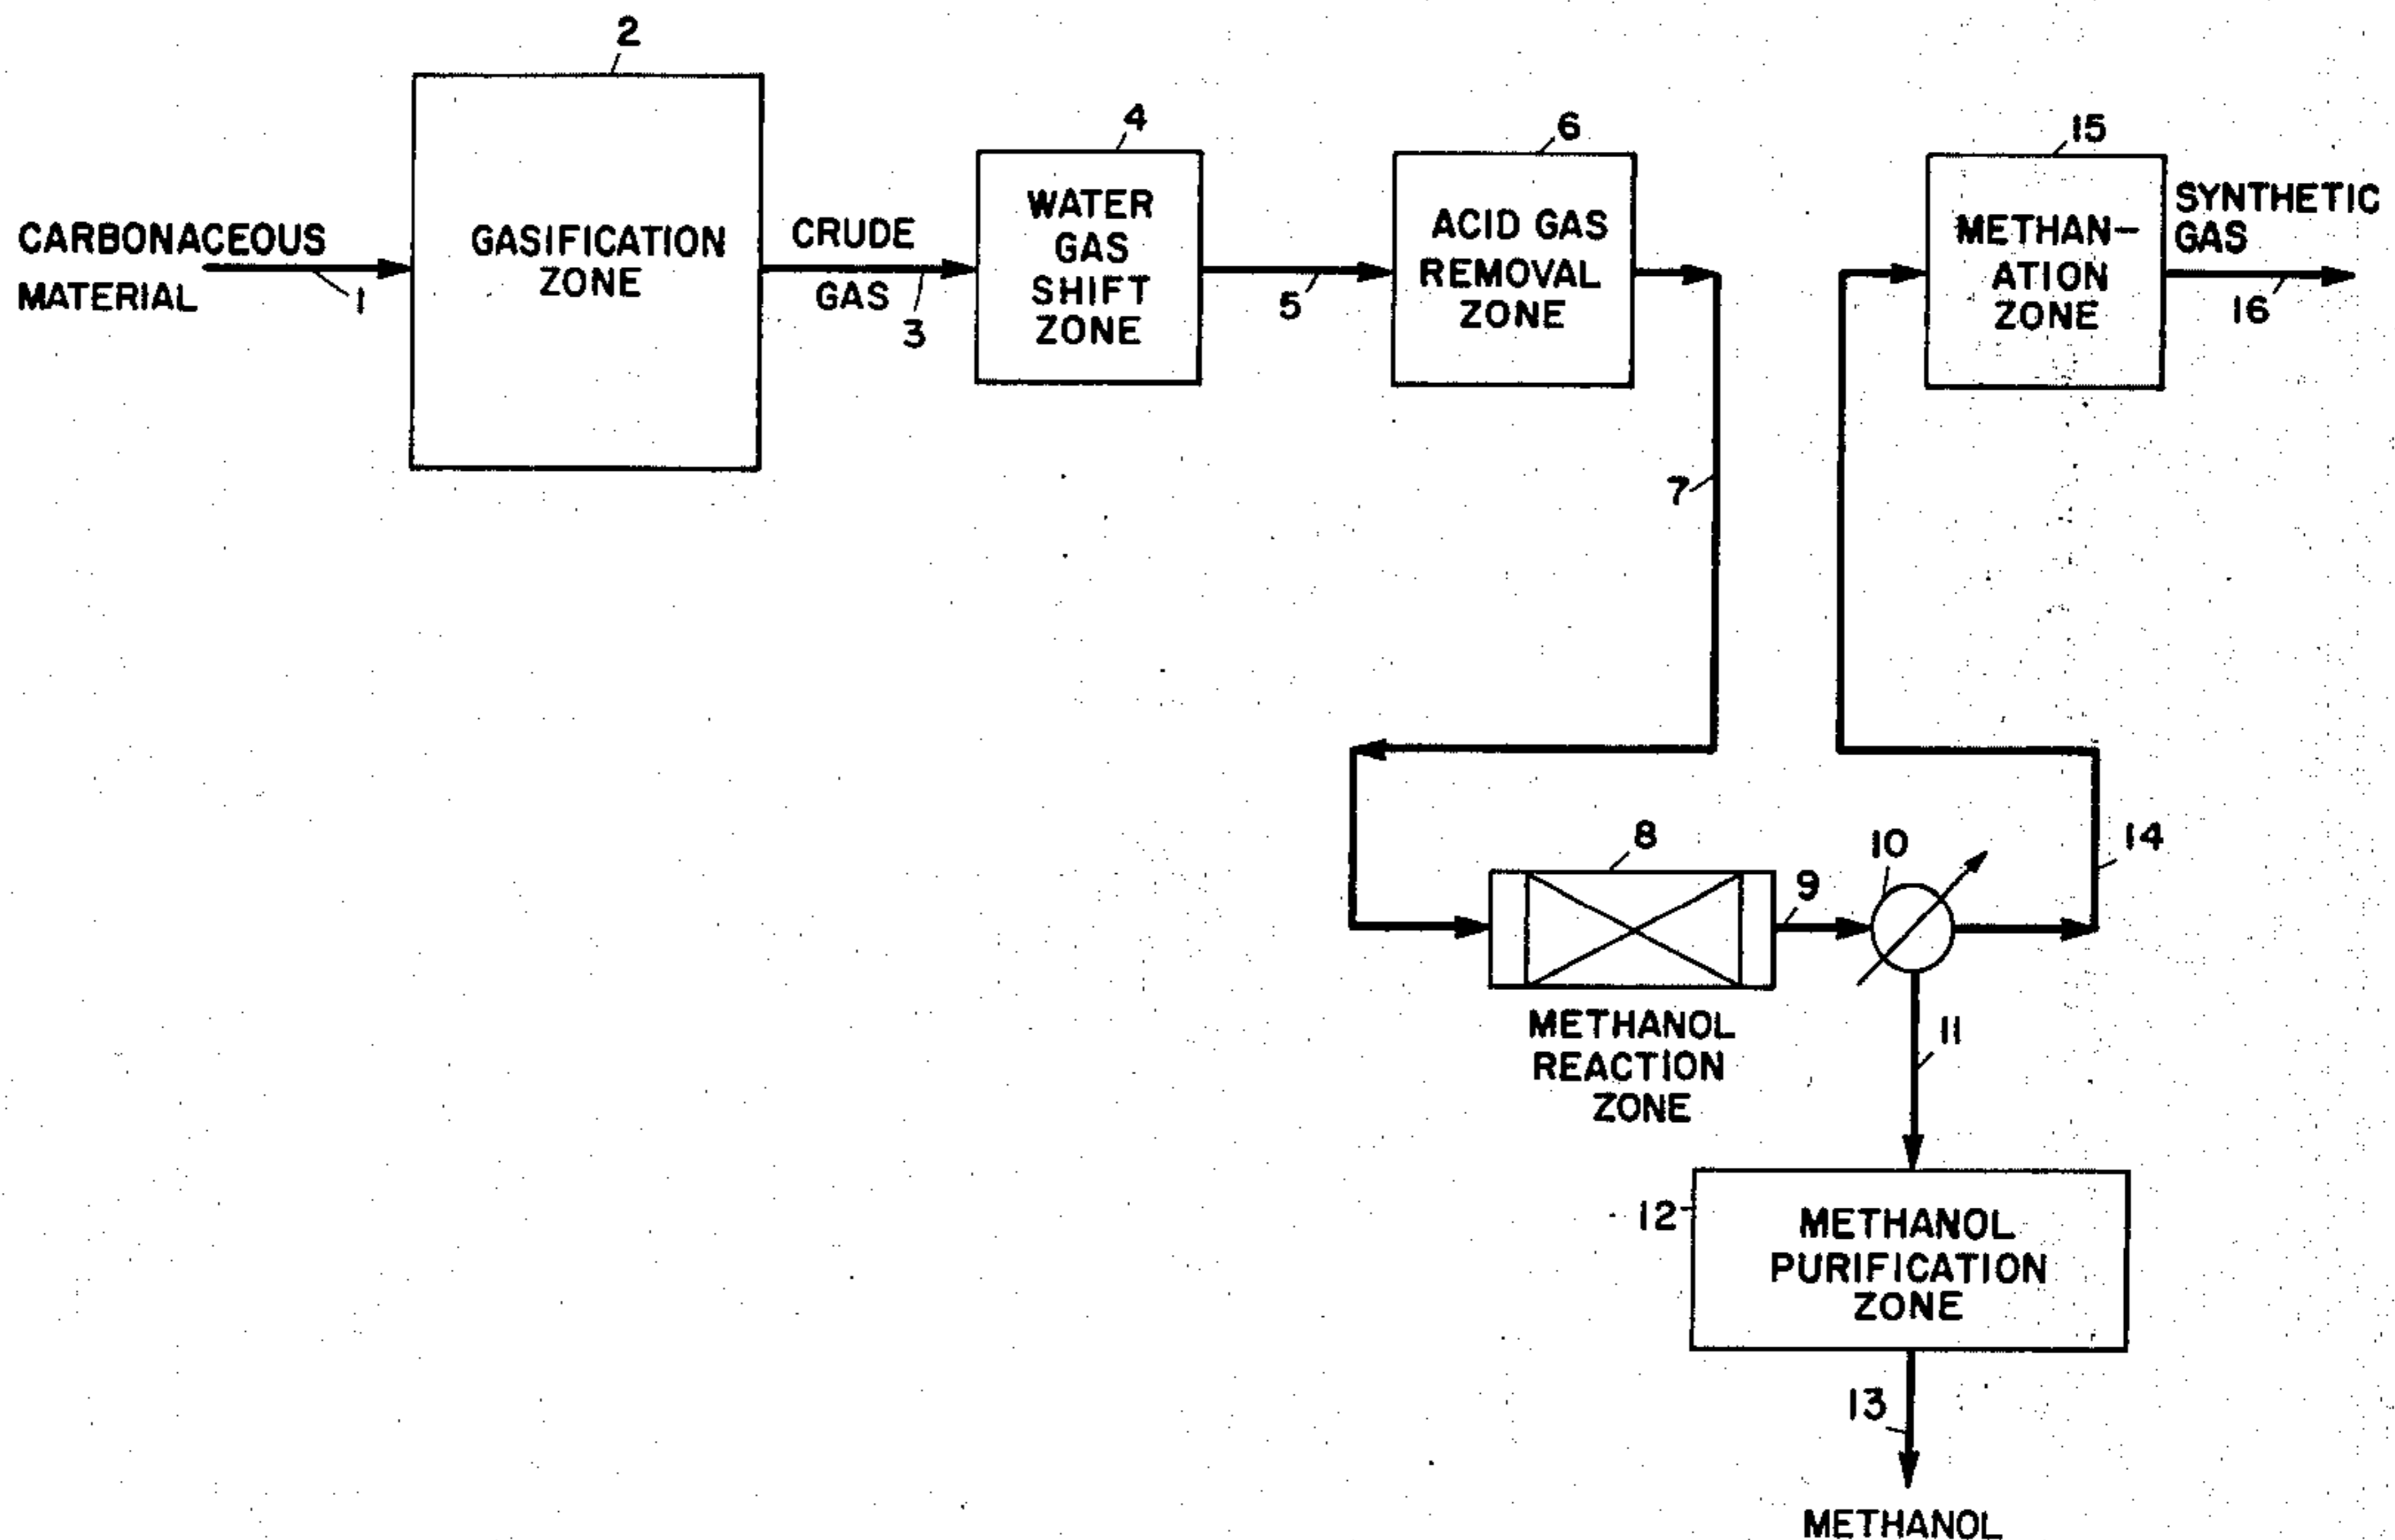 2
4
6
15
CARBONACEOUS
MATERIAL
1
GASIFICATION
ZONE
CRUDE
GAS
3
WATER
GAS
SHIFT
ZONE
5
ACID GAS
REMOVAL
ZONE
METHAN-
ATION
ZONE
SYNTHETIC
GAS
16
7
8
9
10
14
METHANOL
REACTION
ZONE
11
12
METHANOL
PURIFICATION
ZONE
13
METHANOL